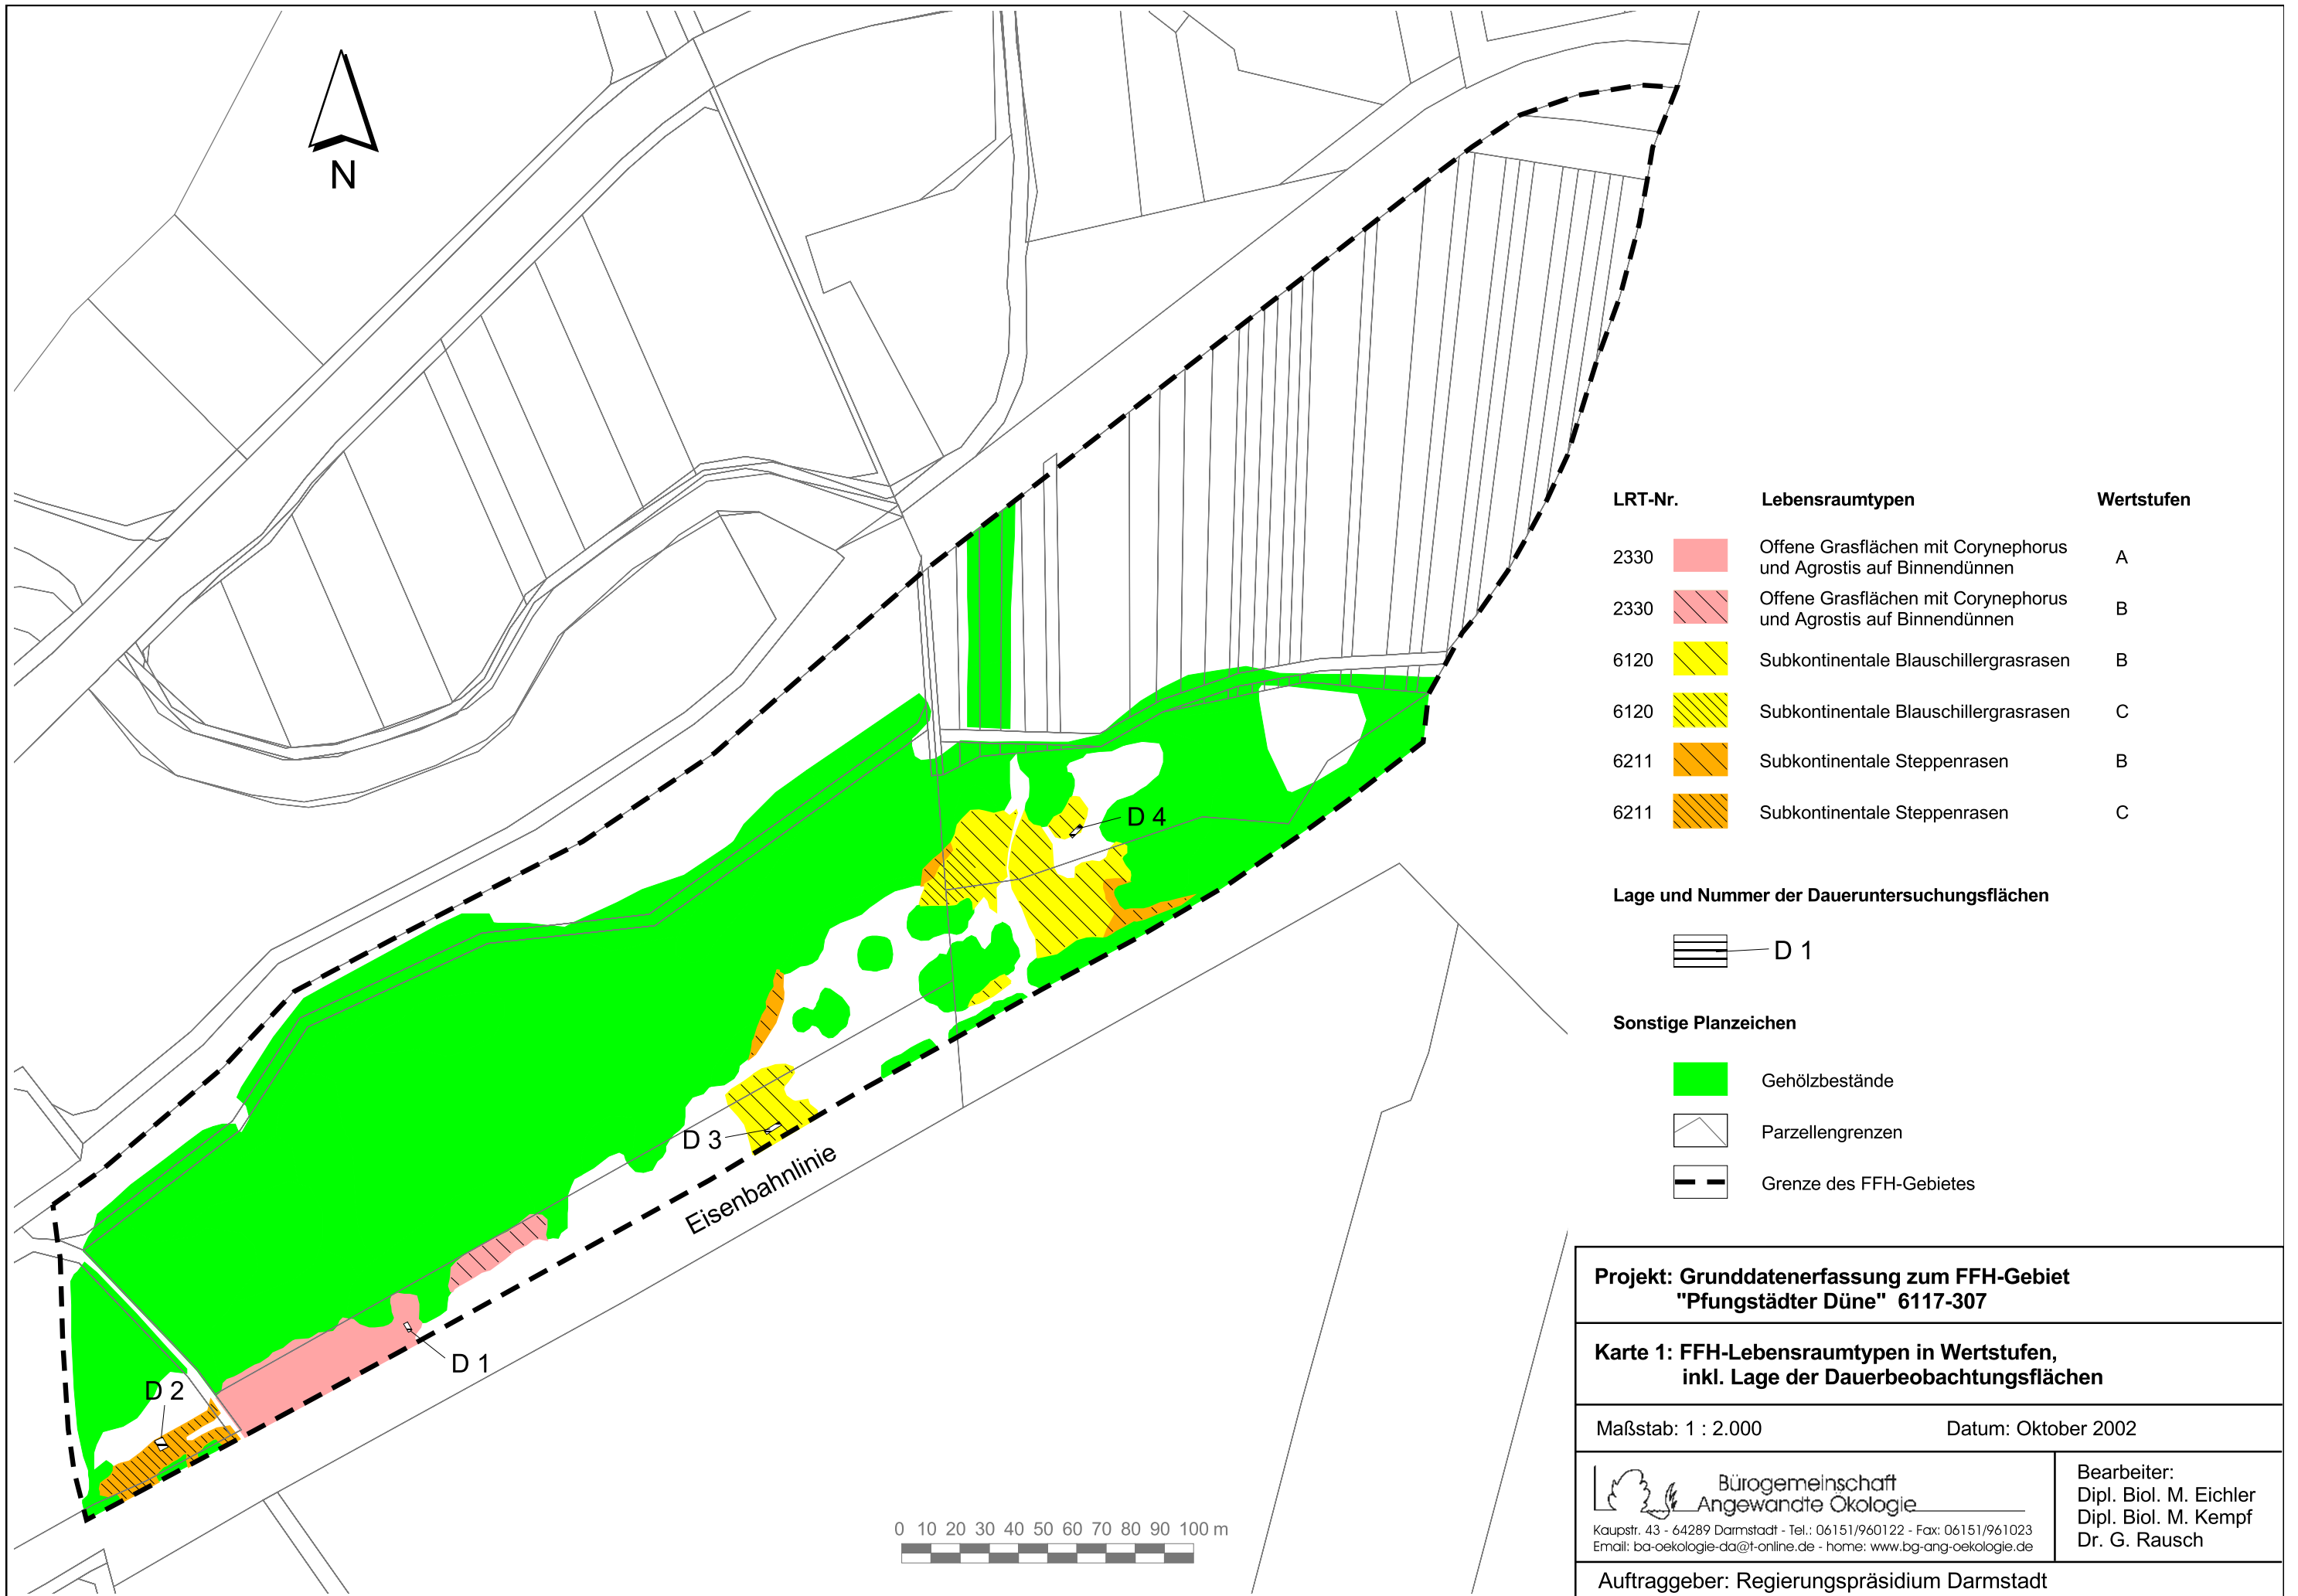 N
D 4
D 3
Eisenbahnlinie
D 1
D 2
0 10 20 30 40 50 60 70 80 90 100 m
LRT-Nr. Lebensraumtypen Wertstufen
2330 Offene Grasflächen mit Corynephorus und Agrostis auf Binnendünnen A
2330 Offene Grasflächen mit Corynephorus und Agrostis auf Binnendünnen B
6120 Subkontinentale Blauschillergrasrasen B
6120 Subkontinentale Blauschillergrasrasen C
6211 Subkontinentale Steppenrasen B
6211 Subkontinentale Steppenrasen C
Lage und Nummer der Daueruntersuchungsflächen
D 1
Sonstige Planzeichen
Gehölzbestände
Parzellengrenzen
Grenze des FFH-Gebietes
Projekt: Grunddatenerfassung zum FFH-Gebiet
"Pfungstädter Düne" 6117-307
Karte 1: FFH-Lebensraumtypen in Wertstufen,
inkl. Lage der Dauerbeobachtungsflächen
Maßstab: 1 : 2.000 Datum: Oktober 2002
Bürogemeinschaft
Angewandte Ökologie
Kaupstr. 43 - 64289 Darmstadt - Tel.: 06151/960122 - Fax: 06151/961023
Email: ba-oekologie-da@t-online.de - home: www.bg-ang-oekologie.de
Bearbeiter:
Dipl. Biol. M. Eichler
Dipl. Biol. M. Kempf
Dr. G. Rausch
Auftraggeber: Regierungspräsidium Darmstadt